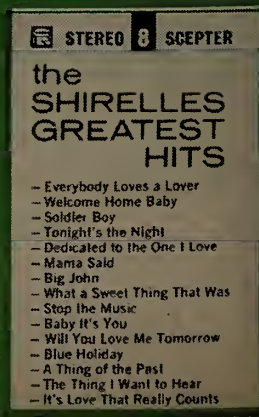 STEREO 8 SCEPTER
the
SHIRELLES
GREATEST
HITS
— Everybody Loves a Lover
— Welcome Home Baby
— Soldier Boy
— Tonight's the Night
— Dedicated to the One I Love
— Mama Said
— Big John
— What a Sweet Thing That Was
— Stop the Music
— Baby It's You
— Will You Love Me Tomorrow
— Blue Holiday
— A Thing of the Past
— The Thing I Want to Hear
— It's Love That Really Counts